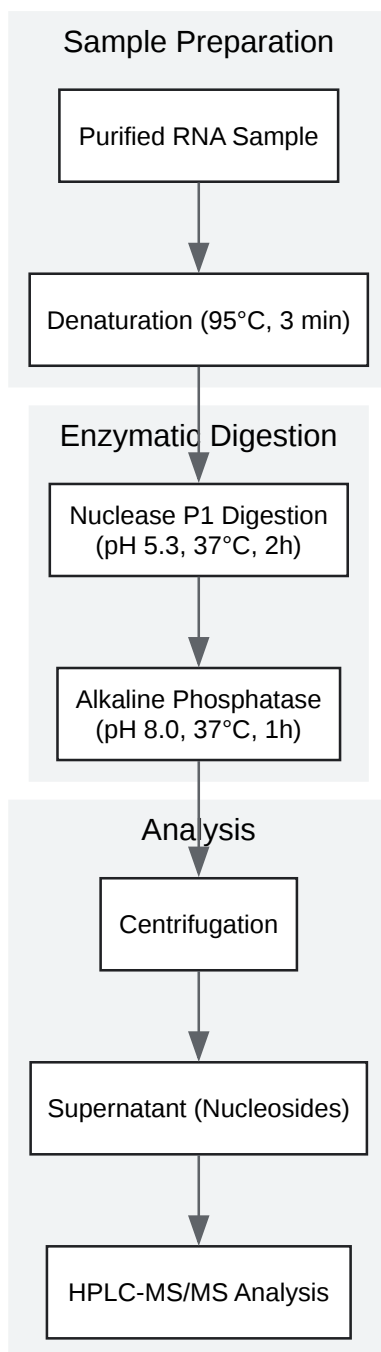 Sample Preparation
Purified RNA Sample
Denaturation (95°C, 3 min)
Enzymatic Digestion
Nuclease P1 Digestion
(pH 5.3, 37°C, 2h)
Alkaline Phosphatase
(pH 8.0, 37°C, 1h)
Analysis
Centrifugation
Supernatant (Nucleosides)
HPLC-MS/MS Analysis